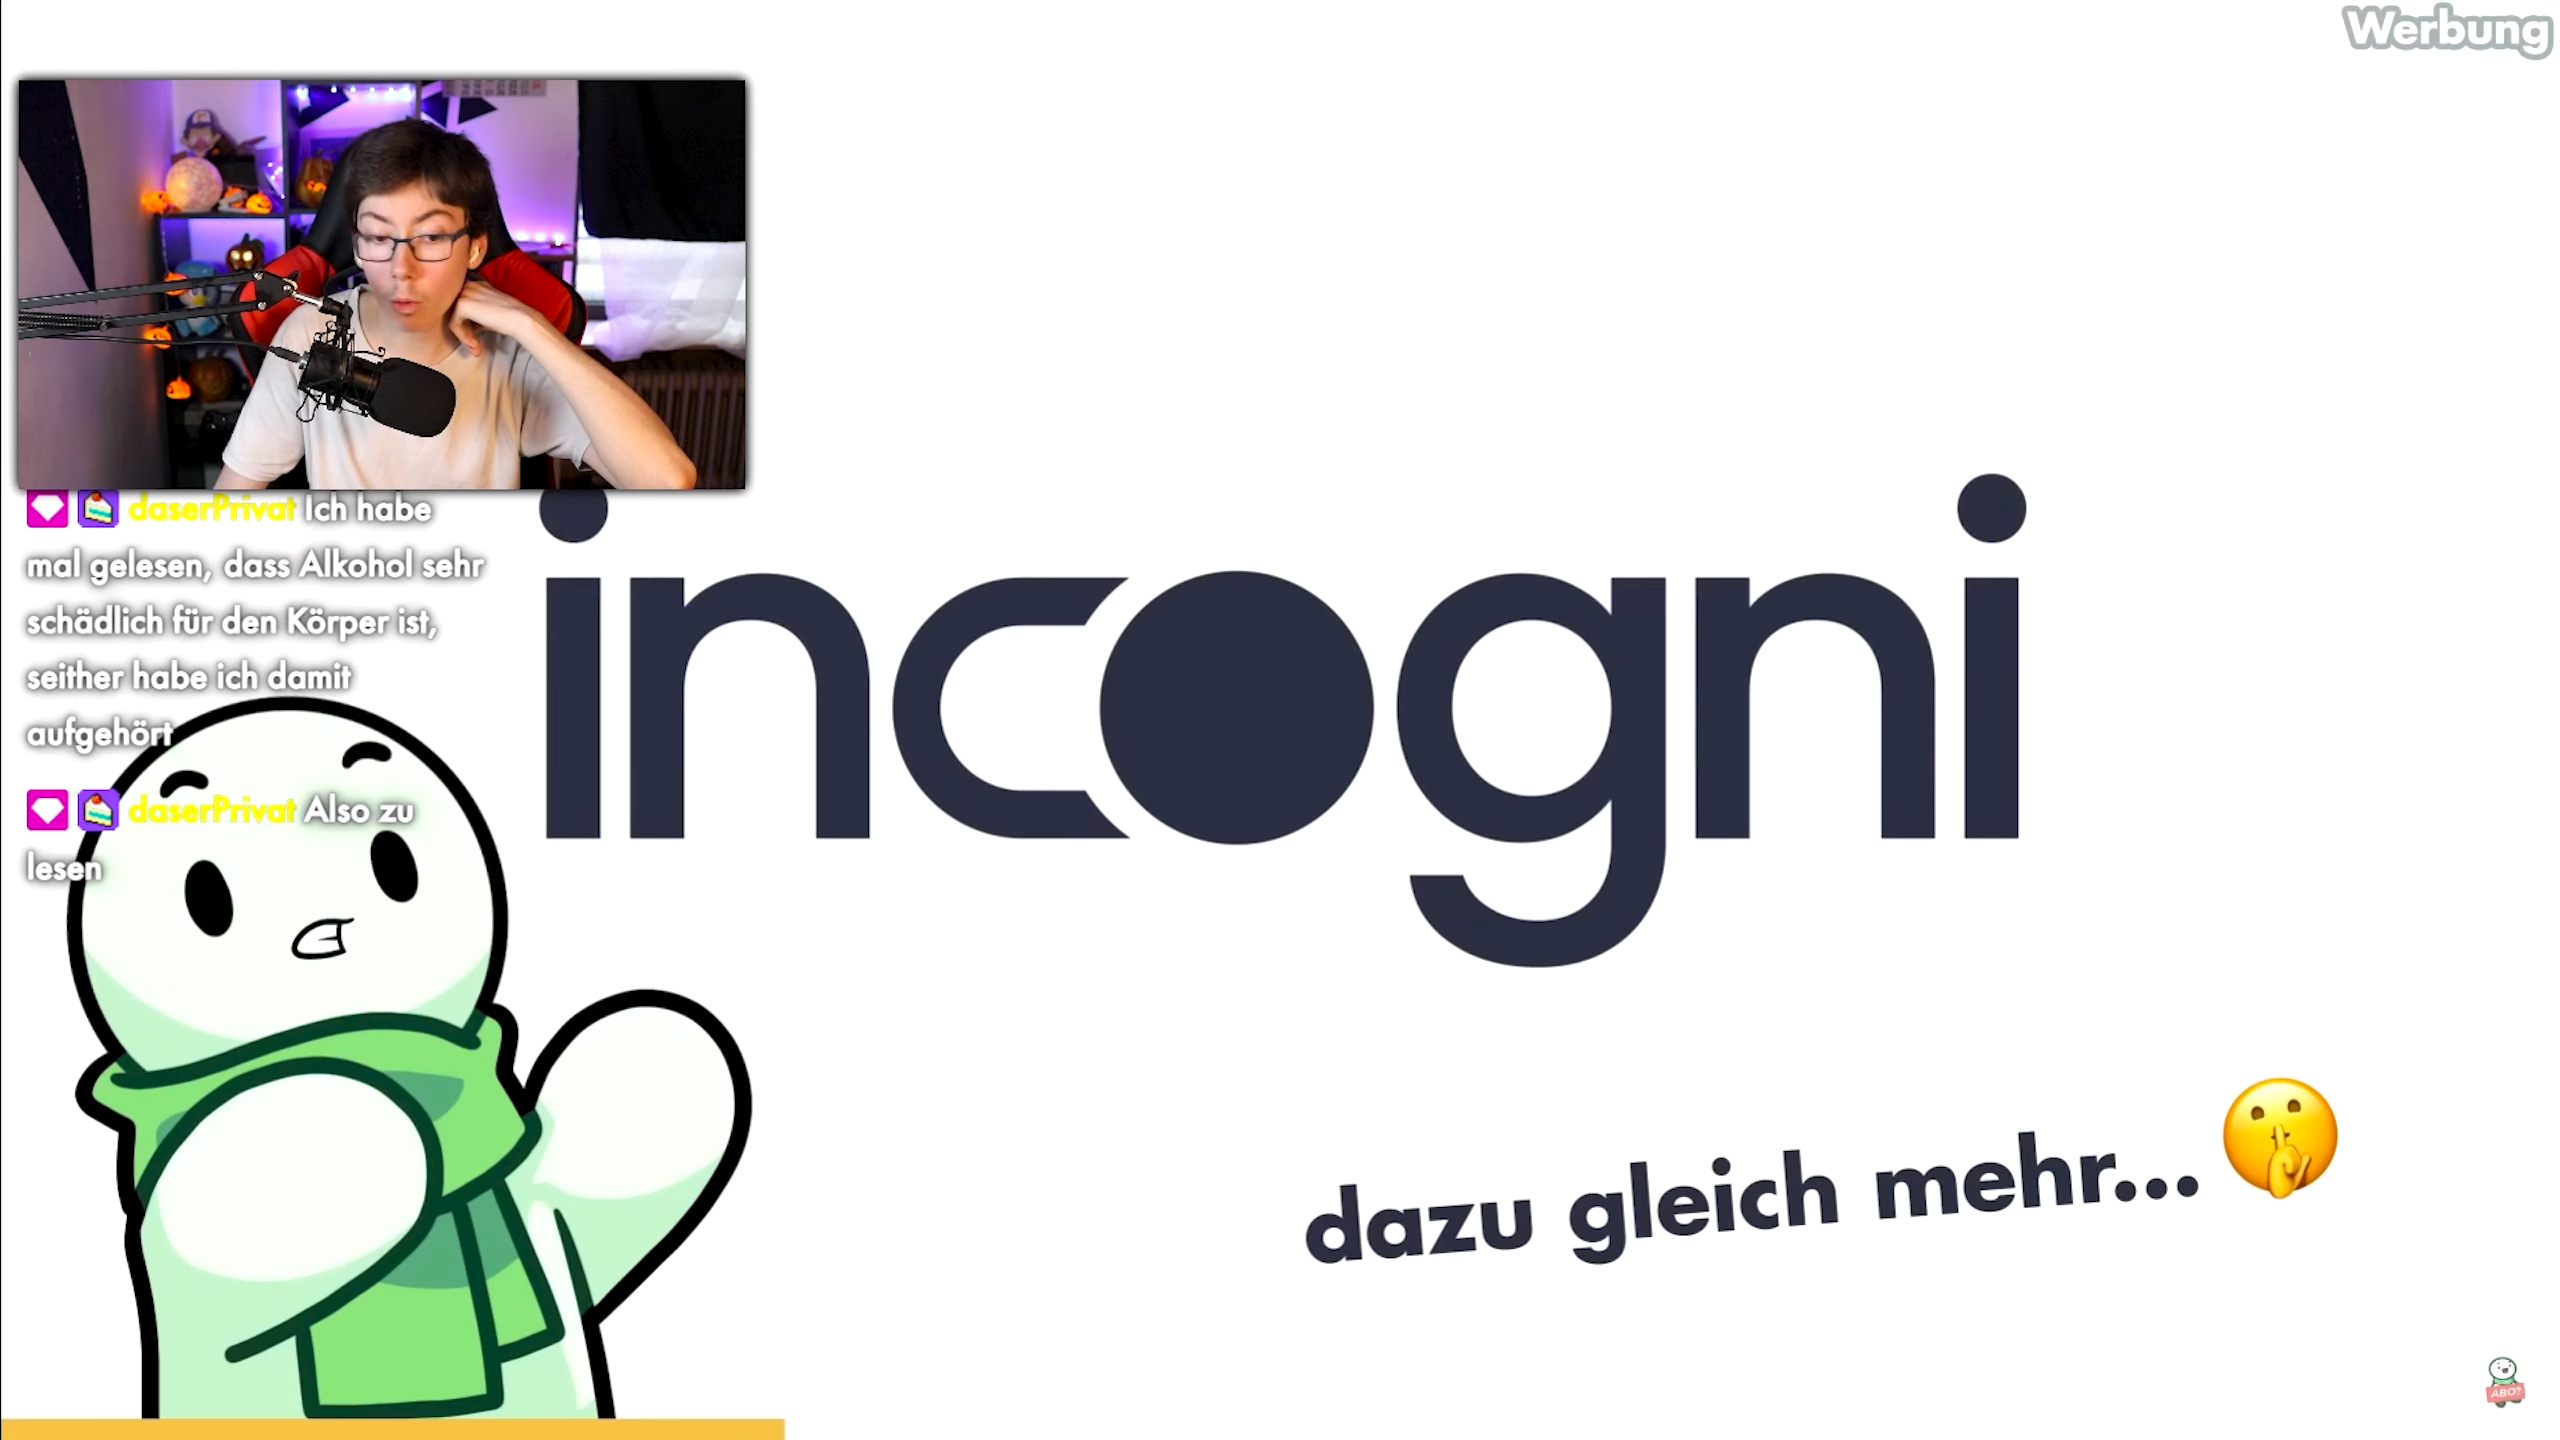 Werbung
daserPrivat Ich habe
mal gelesen, dass Alkohol sehr
schädlich für den Körper ist,
seither habe ich damit
aufgehört
daserPrivat Also zu
lesen
incogni
dazu gleich mehr...
ABO?